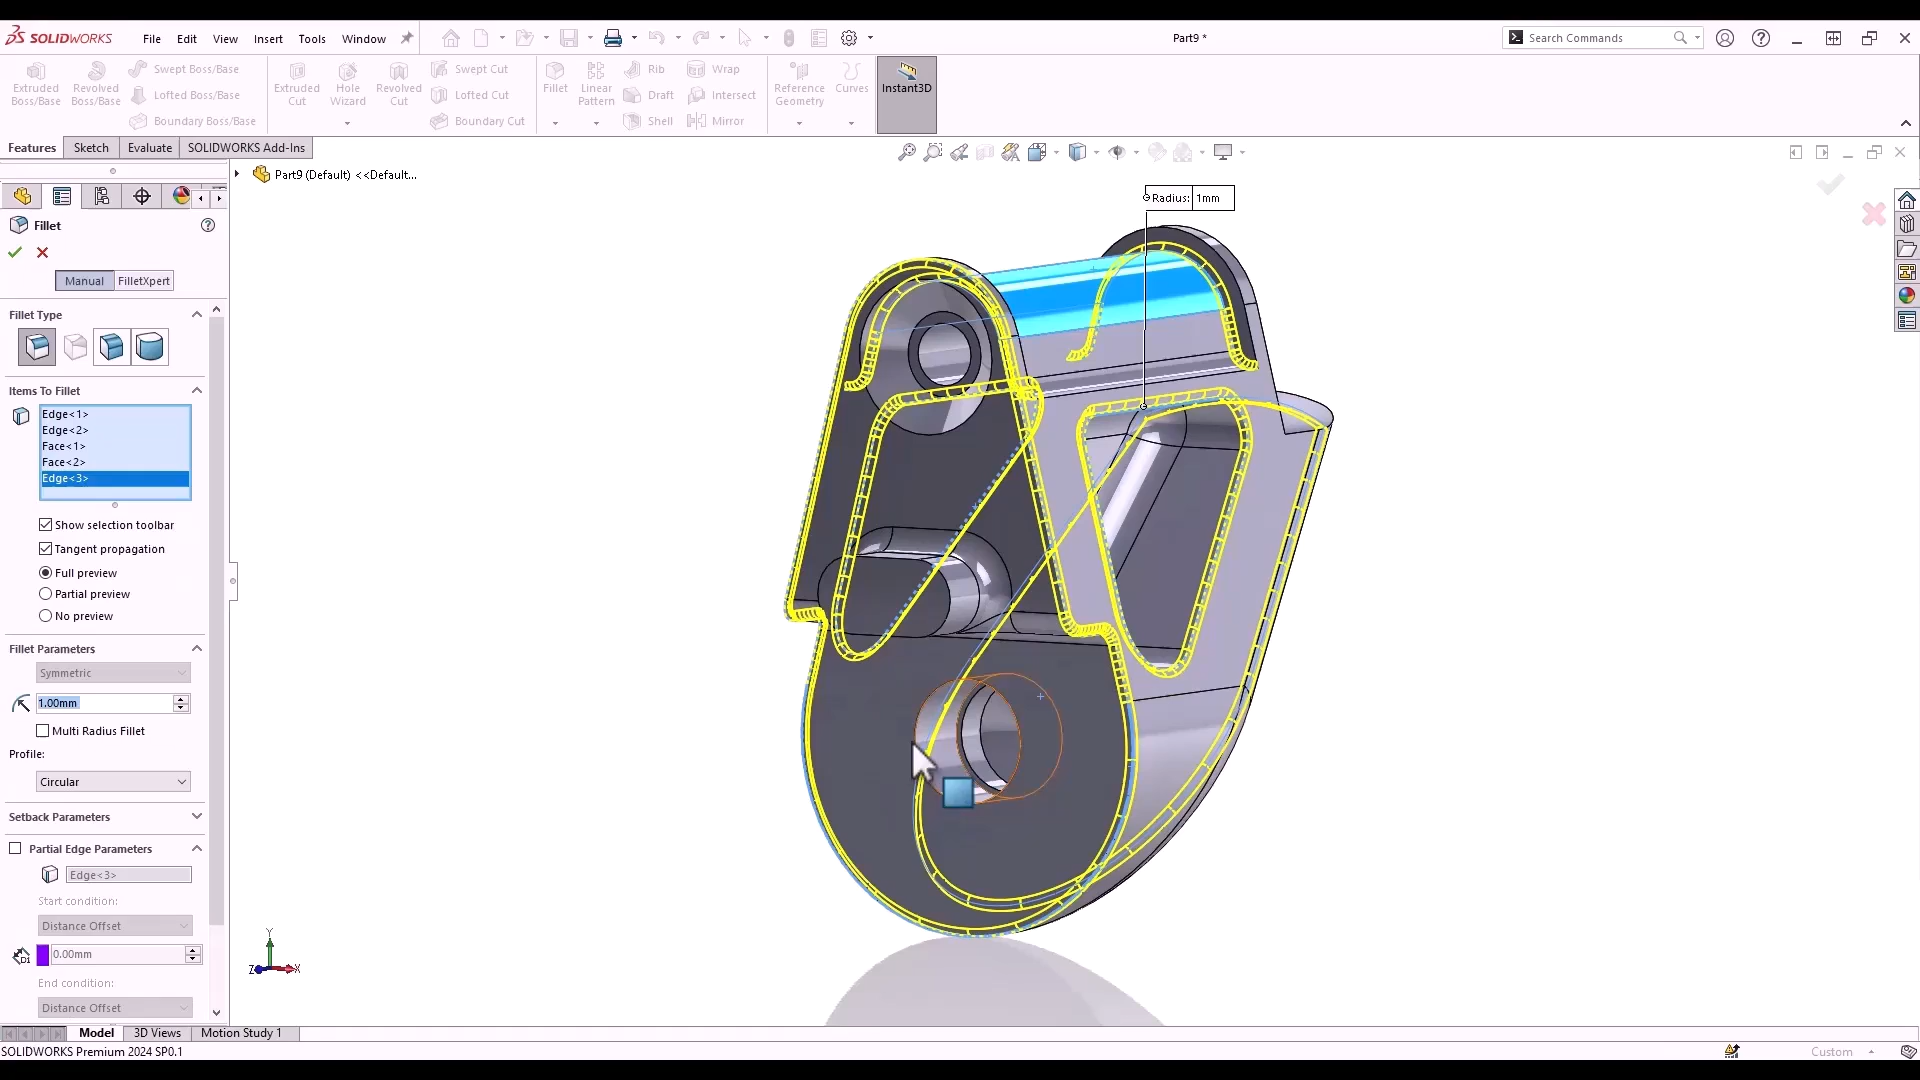 SOLIDWORKS File Edit View Insert Tools Window Part9 * Search Commands
Extruded Boss/Base
Revolved Boss/Base
Swept Boss/Base
Lofted Boss/Base
Boundary Boss/Base
Extruded Cut
Hole Wizard
Revolved Cut
Swept Cut
Lofted Cut
Boundary Cut
Fillet
Linear Pattern
Rib
Draft
Shell
Wrap
Intersect
Mirror
Reference Geometry
Curves
Instant3D
Features Sketch Evaluate SOLIDWORKS Add-Ins
Part9 (Default) <<Default...
Radius: 1mm
Fillet
Manual FilletXpert
Fillet Type
Items To Fillet
Edge<1>
Edge<2>
Face<1>
Face<2>
Edge<3>
Show selection toolbar
Tangent propagation
Full preview
Partial preview
No preview
Fillet Parameters
Symmetric
1.00mm
Multi Radius Fillet
Profile:
Circular
Setback Parameters
Partial Edge Parameters
Edge<3>
Start condition:
Distance Offset
0.00mm
End condition:
Distance Offset
Y
Z X
Model 3D Views Motion Study 1
SOLIDWORKS Premium 2024 SP0.1 Custom